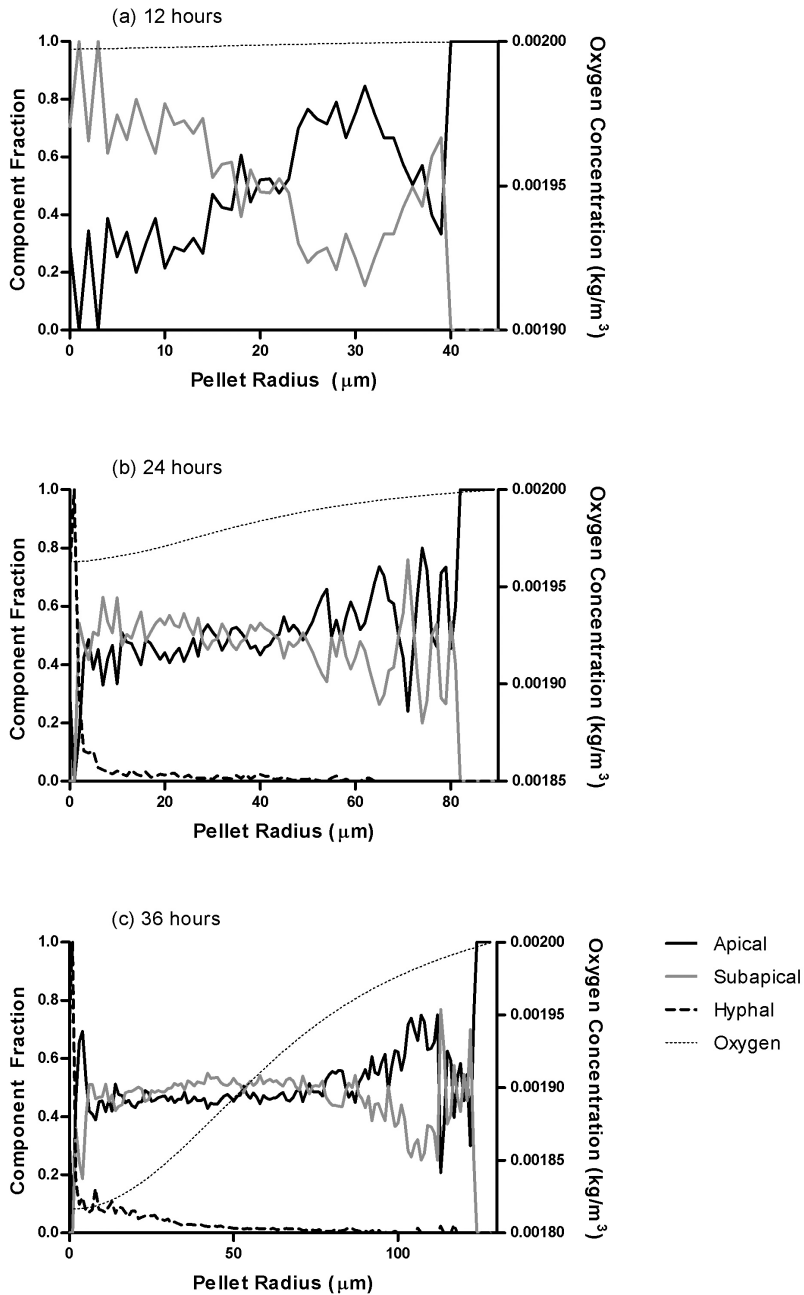 (a) 12 hours
1.0
0.8
0.6
0.4
0.2
0.0
Component Fraction
0.00200
0.00195
0.00190
Oxygen Concentration (kg/m³)
0 10 20 30 40
Pellet Radius (μm)
(b) 24 hours
1.0
0.8
0.6
0.4
0.2
0.0
Component Fraction
0.00200
0.00195
0.00190
0.00185
Oxygen Concentration (kg/m³)
0 20 40 60 80
Pellet Radius (μm)
(c) 36 hours
1.0
0.8
0.6
0.4
0.2
0.0
Component Fraction
0.00200
0.00195
0.00190
0.00185
0.00180
Oxygen Concentration (kg/m³)
0 50 100
Pellet Radius (μm)
Apical
Subapical
Hyphal
Oxygen